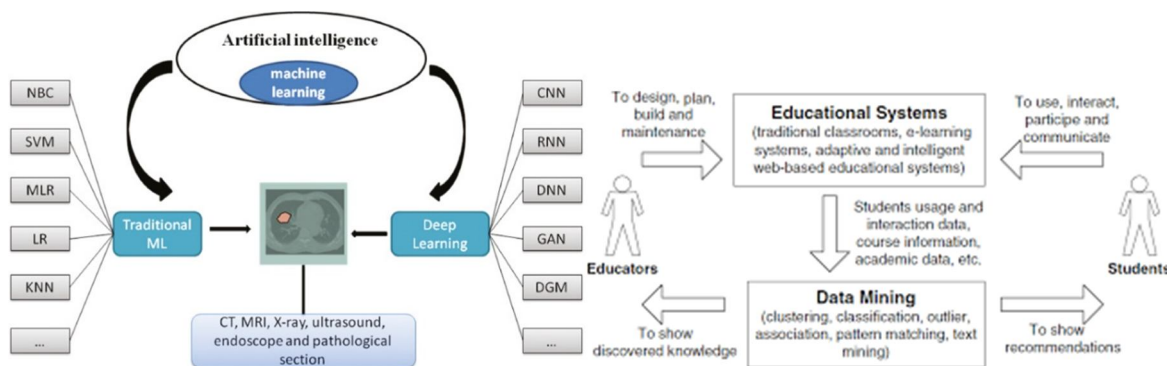 Artificial intelligence
machine
learning
NBC
SVM
MLR
LR
KNN
...
Traditional
ML
Deep
Learning
CNN
RNN
DNN
GAN
DGM
...
CT, MRI, X-ray, ultrasound,
endoscope and pathological
section
To design, plan,
build and
maintenance
Educational Systems
(traditional classrooms, e-learning
systems, adaptive and intelligent
web-based educational systems)
To use, interact,
participe and
communicate
Educators
Students usage and
interaction data,
course information,
academic data, etc.
Students
To show
discovered knowledge
Data Mining
(clustering, classification, outlier,
association, pattern matching, text
mining)
To show
recommendations